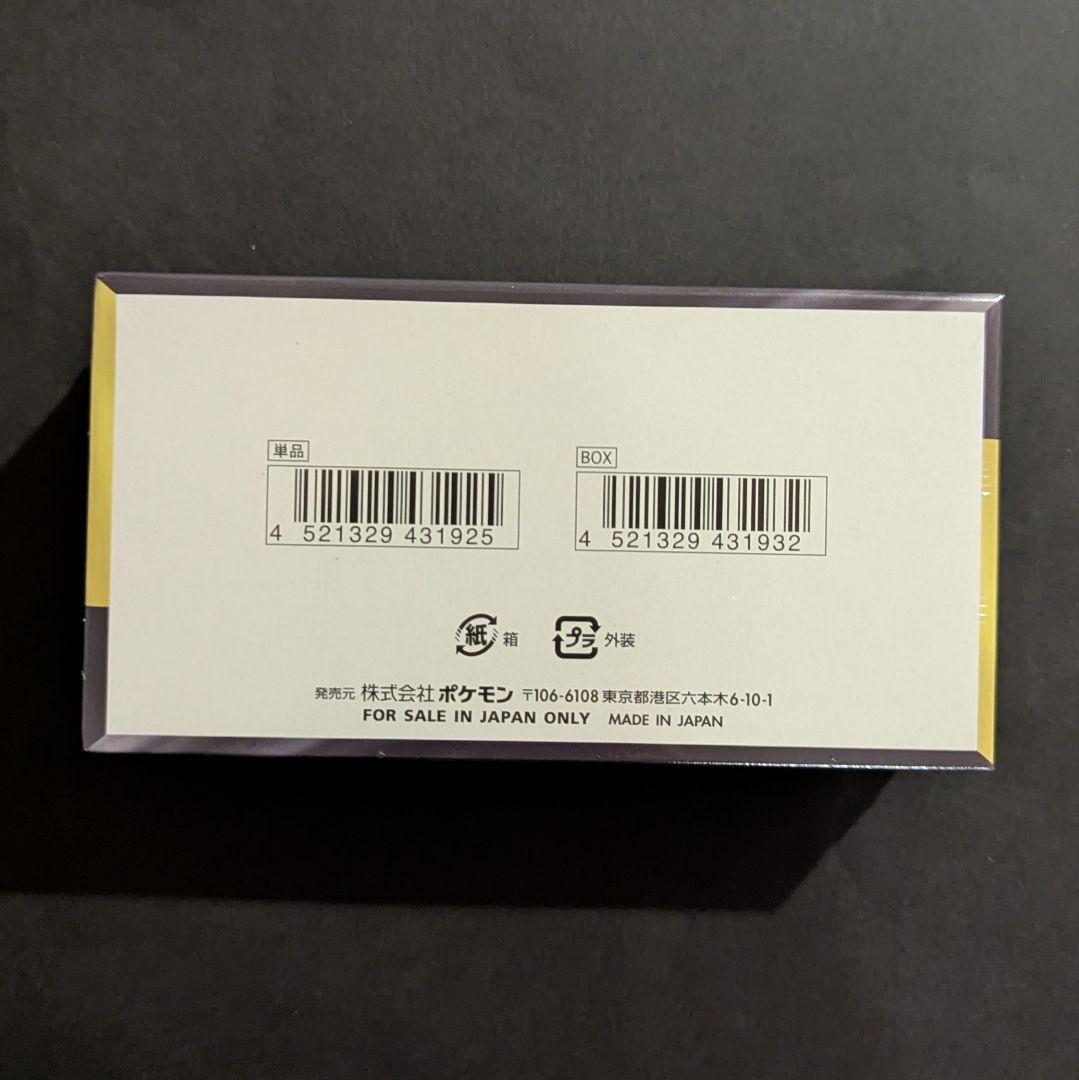 単品
4 521329 431925
BOX
4 521329 431932
紙 箱
プラ 外装
発売元 株式会社 ポケモン 〒106-6108 東京都港区六本木6-10-1
FOR SALE IN JAPAN ONLY MADE IN JAPAN